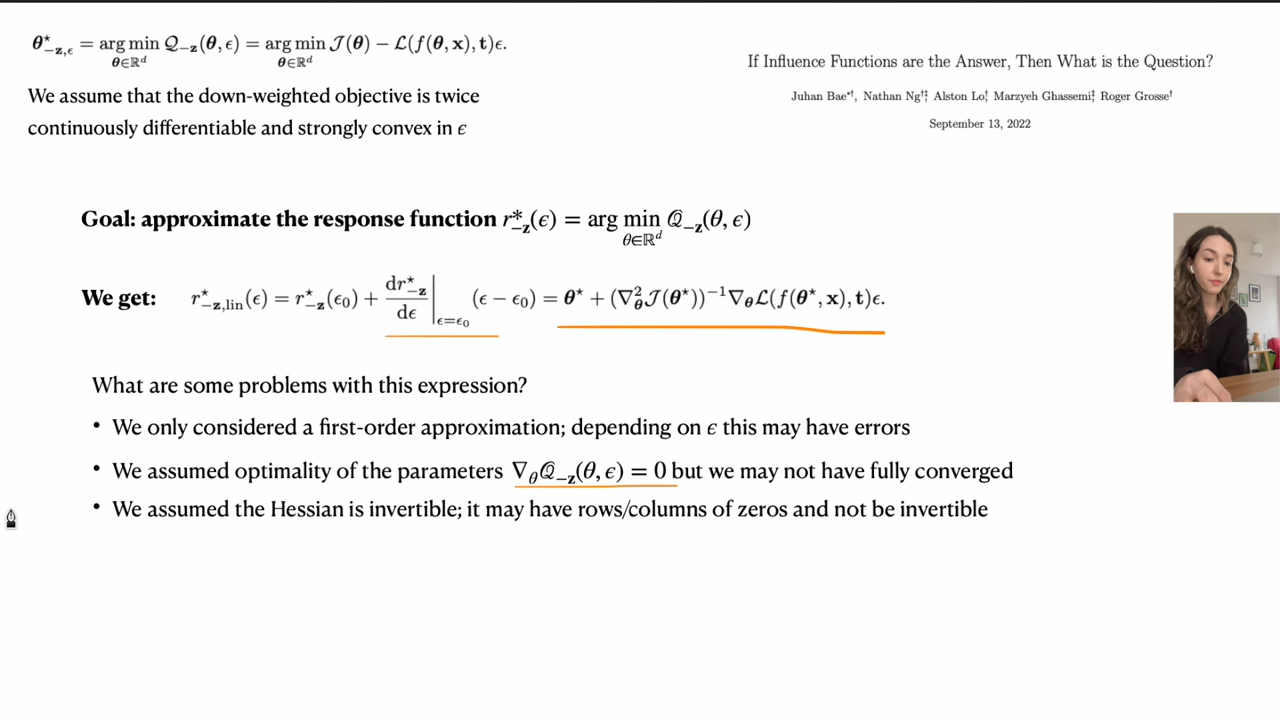 θ⋆₋z,ϵ = arg min Q₋z(θ, ϵ) = arg min J(θ) − L(f(θ, x), t)ϵ.
θ∈ℝᵈ θ∈ℝᵈ
We assume that the down-weighted objective is twice
continuously differentiable and strongly convex in ϵ
If Influence Functions are the Answer, Then What is the Question?
Juhan Bae*†, Nathan Ng†‡, Alston Lo†, Marzyeh Ghassemi‡, Roger Grosse†
September 13, 2022
Goal: approximate the response function r*₋z(ϵ) = arg min Q₋z(θ, ϵ)
θ∈ℝᵈ
We get: r⋆₋z,lin(ϵ) = r⋆₋z(ϵ₀) + dr⋆₋z/dϵ |ϵ=ϵ₀ (ϵ − ϵ₀) = θ⋆ + (∇²θJ(θ⋆))⁻¹∇θL(f(θ⋆, x), t)ϵ.
What are some problems with this expression?
• We only considered a first-order approximation; depending on ϵ this may have errors
• We assumed optimality of the parameters ∇θQ₋z(θ, ϵ) = 0 but we may not have fully converged
• We assumed the Hessian is invertible; it may have rows/columns of zeros and not be invertible